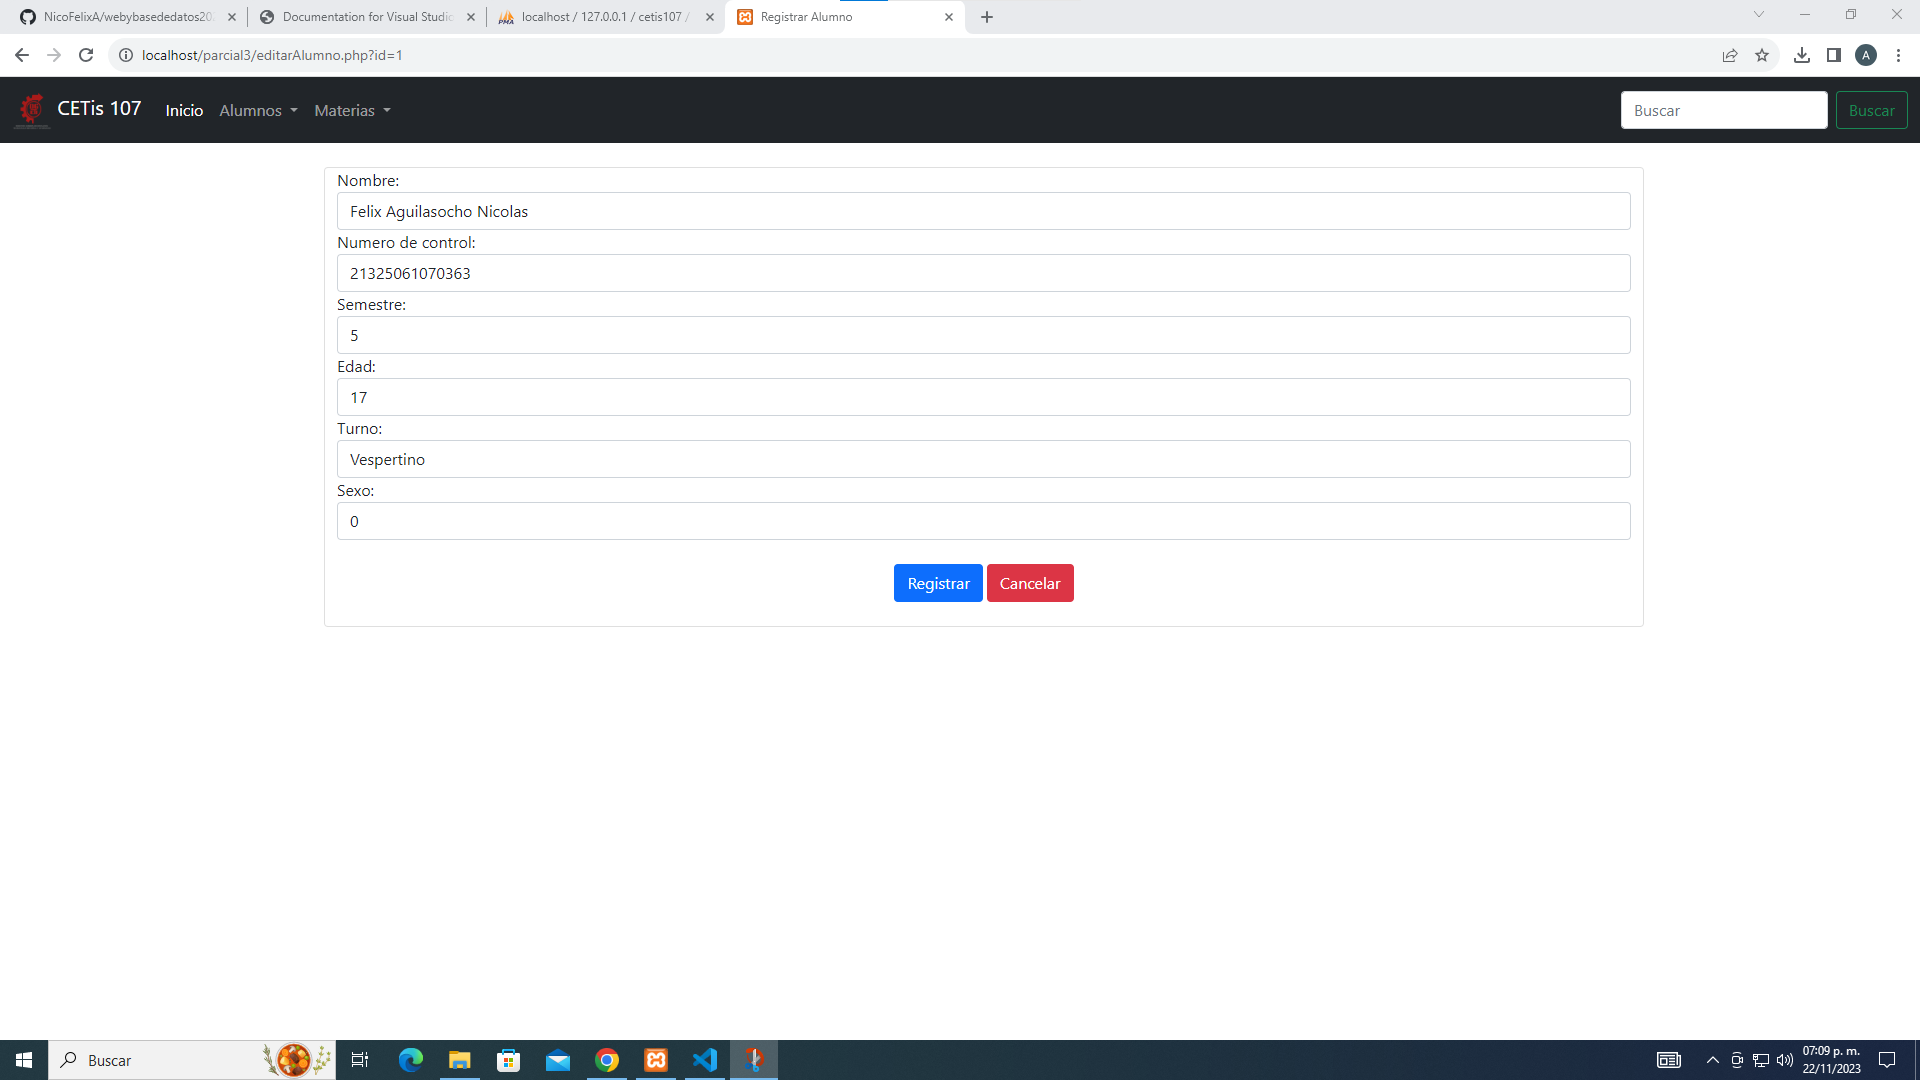 NicoFelixA/webybasededatos20
Documentation for Visual Studio
localhost / 127.0.0.1 / cetis107 /
Registrar Alumno
localhost/parcial3/editarAlumno.php?id=1
A
CETis 107
Inicio
Alumnos
Materias
Buscar
Buscar
Nombre:
Felix Aguilasocho Nicolas
Numero de control:
21325061070363
Semestre:
5
Edad:
17
Turno:
Vespertino
Sexo:
0
Registrar
Cancelar
Buscar
07:09 p. m.
22/11/2023